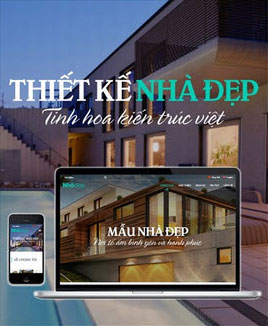 THIẾT KẾ NHÀ ĐẸP
Tinh hoa kiến trúc việt
Nhàđẹp
MẪU NHÀ ĐẸP
Nơi tổ ấm bình yên và hạnh phúc